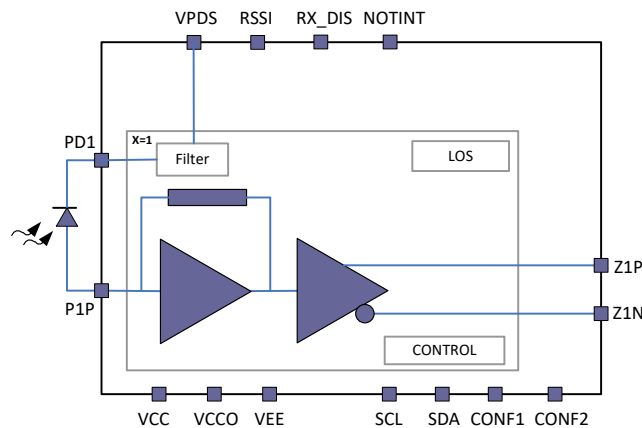 VPDS RSSI RX_DIS NOTINT
X=1
PD1
Filter
LOS
Z1P
P1P
Z1N
CONTROL
VCC VCCO VEE SCL SDA CONF1 CONF2